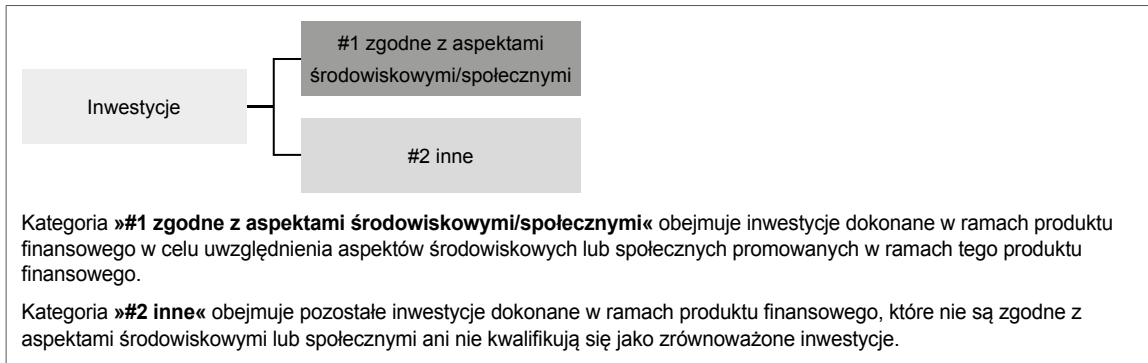 #1 zgodne z aspektami
środowiskowymi/społecznymi
Inwestycje
#2 inne
Kategoria »#1 zgodne z aspektami środowiskowymi/społecznymi« obejmuje inwestycje dokonane w ramach produktu
finansowego w celu uwzględnienia aspektów środowiskowych lub społecznych promowanych w ramach tego produktu
finansowego.
Kategoria »#2 inne« obejmuje pozostałe inwestycje dokonane w ramach produktu finansowego, które nie są zgodne z
aspektami środowiskowymi lub społecznymi ani nie kwalifikują się jako zrównoważone inwestycje.